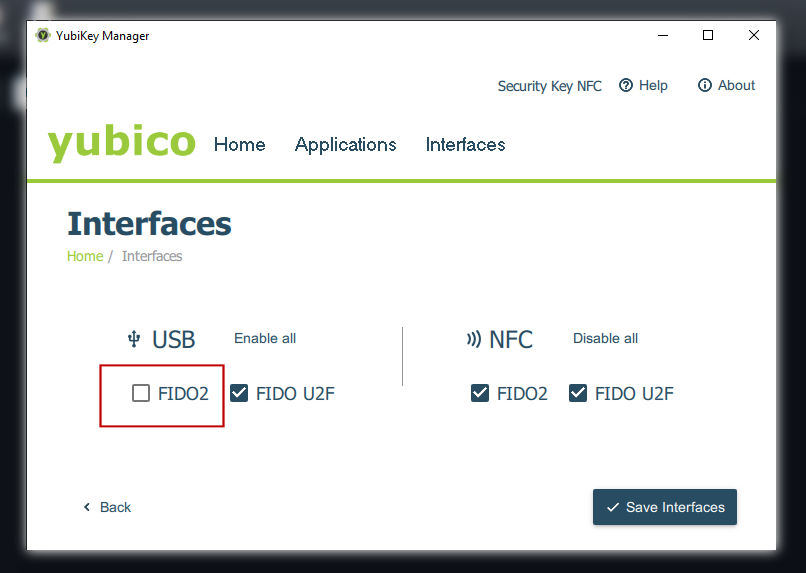 YubiKey Manager
Security Key NFC Help About
yubico Home Applications Interfaces
Interfaces
Home / Interfaces
USB Enable all NFC Disable all
FIDO2 FIDO U2F FIDO2 FIDO U2F
Back Save Interfaces